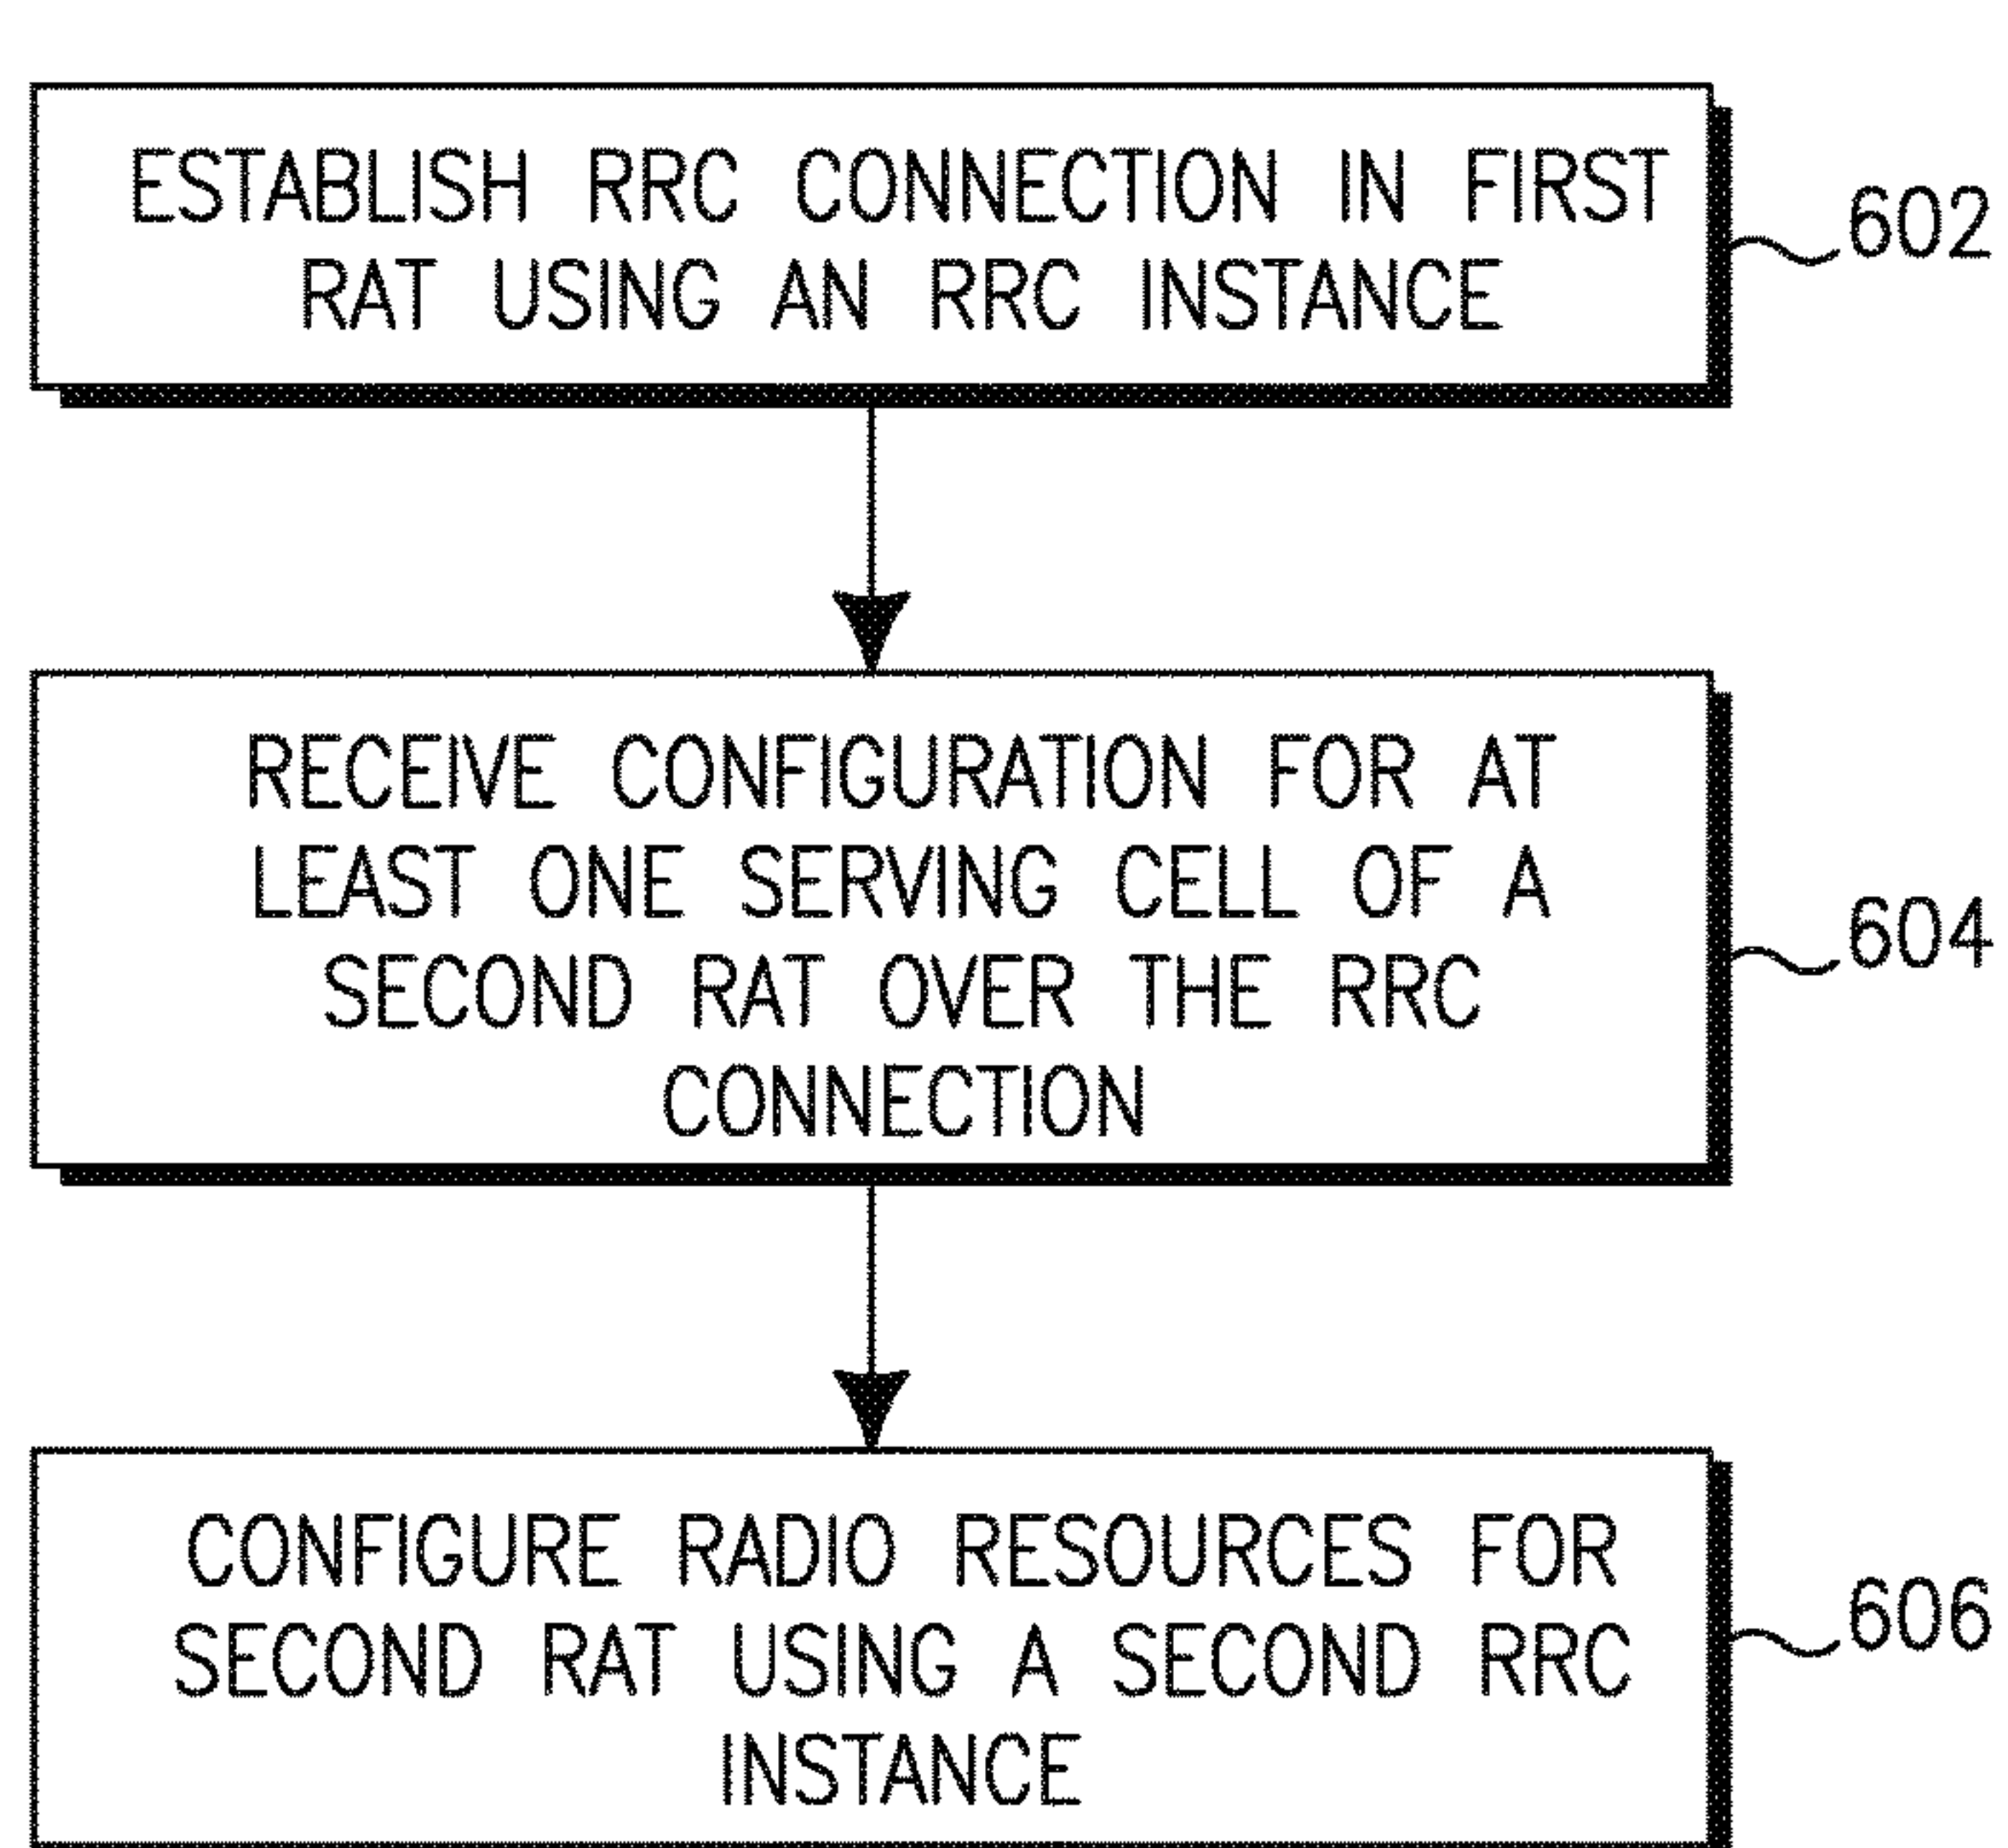 ESTABLISH RRC CONNECTION IN FIRST
RAT USING AN RRC INSTANCE
602
RECEIVE CONFIGURATION FOR AT
LEAST ONE SERVING CELL OF A
SECOND RAT OVER THE RRC
CONNECTION
604
CONFIGURE RADIO RESOURCES FOR
SECOND RAT USING A SECOND RRC
INSTANCE
606